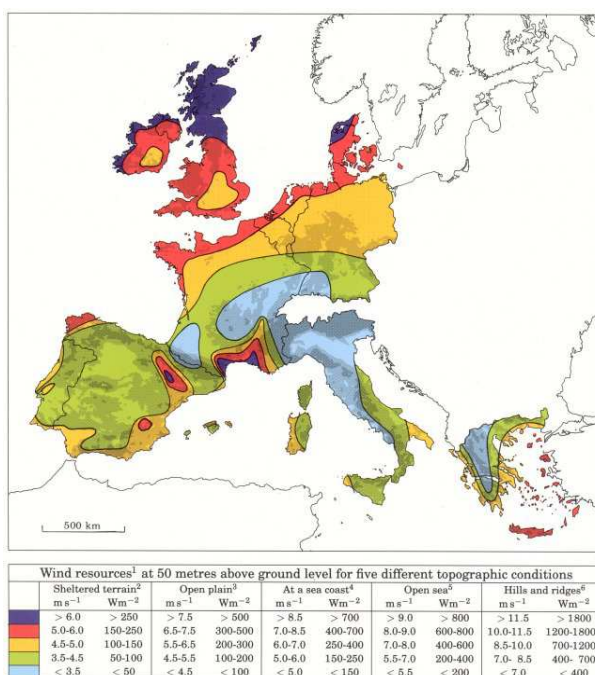 500 km
Wind resources¹ at 50 metres above ground level for five different topographic conditions
Sheltered terrain² Open plain³ At a sea coast⁴ Open sea⁵ Hills and ridges⁶
m s⁻¹ Wm⁻² m s⁻¹ Wm⁻² m s⁻¹ Wm⁻² m s⁻¹ Wm⁻² m s⁻¹ Wm⁻²
> 6.0 > 250 > 7.5 > 500 > 8.5 > 700 > 9.0 > 800 > 11.5 > 1800
5.0-6.0 150-250 6.5-7.5 300-500 7.0-8.5 400-700 8.0-9.0 600-800 10.0-11.5 1200-1800
4.5-5.0 100-150 5.5-6.5 200-300 6.0-7.0 250-400 7.0-8.0 400-600 8.5-10.0 700-1200
3.5-4.5 50-100 4.5-5.5 100-200 5.0-6.0 150-250 5.5-7.0 200-400 7.0- 8.5 400- 700
< 3.5 < 50 < 4.5 < 100 < 5.0 < 150 < 5.5 < 200 < 7.0 < 400